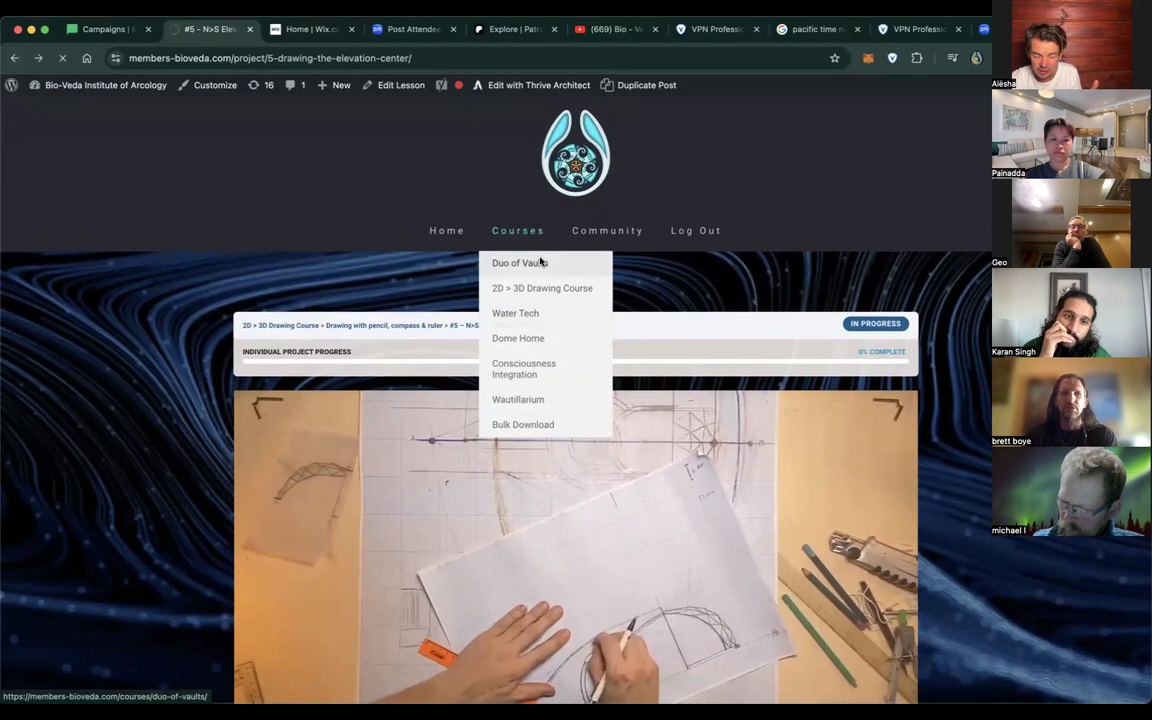 Campaigns |
#5 – N>S Elev
Home | Wix.co
Post Attende
Explore | Patr
(669) Bio - V
VPN Professi
pacific time n
VPN Professi
members-bioveda.com/project/5-drawing-the-elevation-center/
Bio-Veda Institute of Arcology
Customize
16
1
New
Edit Lesson
Edit with Thrive Architect
Duplicate Post
Home
Courses
Community
Log Out
Duo of Vaults
2D > 3D Drawing Course
Water Tech
Dome Home
Consciousness
Integration
Wautillarium
Bulk Download
2D > 3D Drawing Course > Drawing with pencil, compass & ruler > #5 – N>S
IN PROGRESS
INDIVIDUAL PROJECT PROGRESS
0% COMPLETE
https://members-bioveda.com/courses/duo-of-vaults/
Alësha
Painadda
Geo
Karan Singh
brett boye
michael l